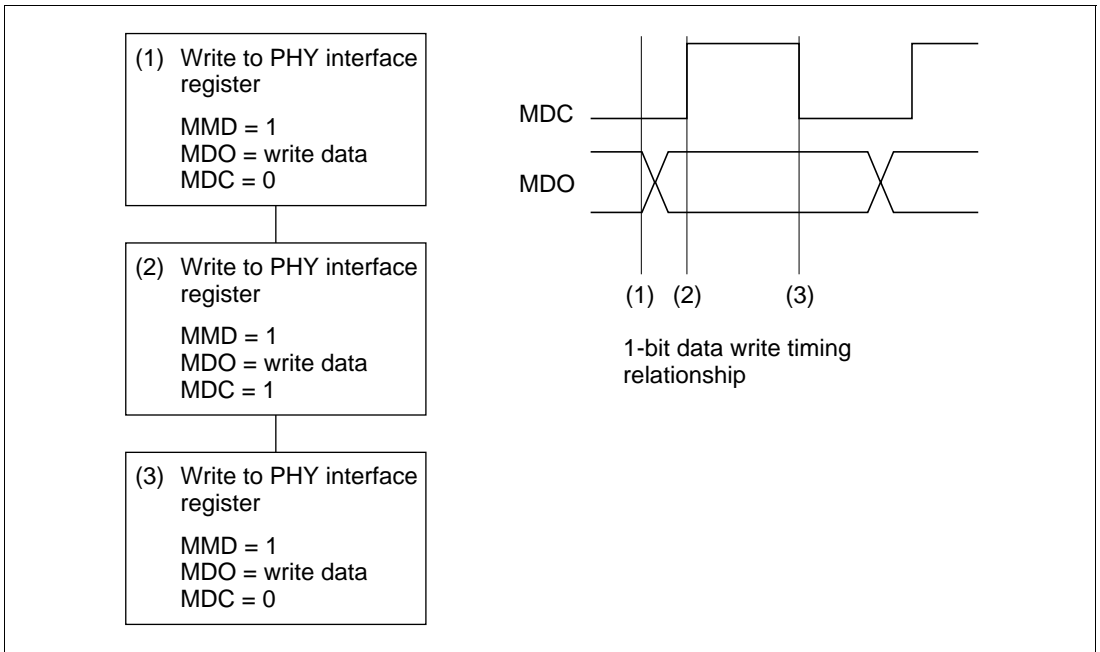 (1) Write to PHY interface
register
MMD = 1
MDO = write data
MDC = 0
(2) Write to PHY interface
register
MMD = 1
MDO = write data
MDC = 1
(3) Write to PHY interface
register
MMD = 1
MDO = write data
MDC = 0
MDC
MDO
(1) (2) (3)
1-bit data write timing
relationship